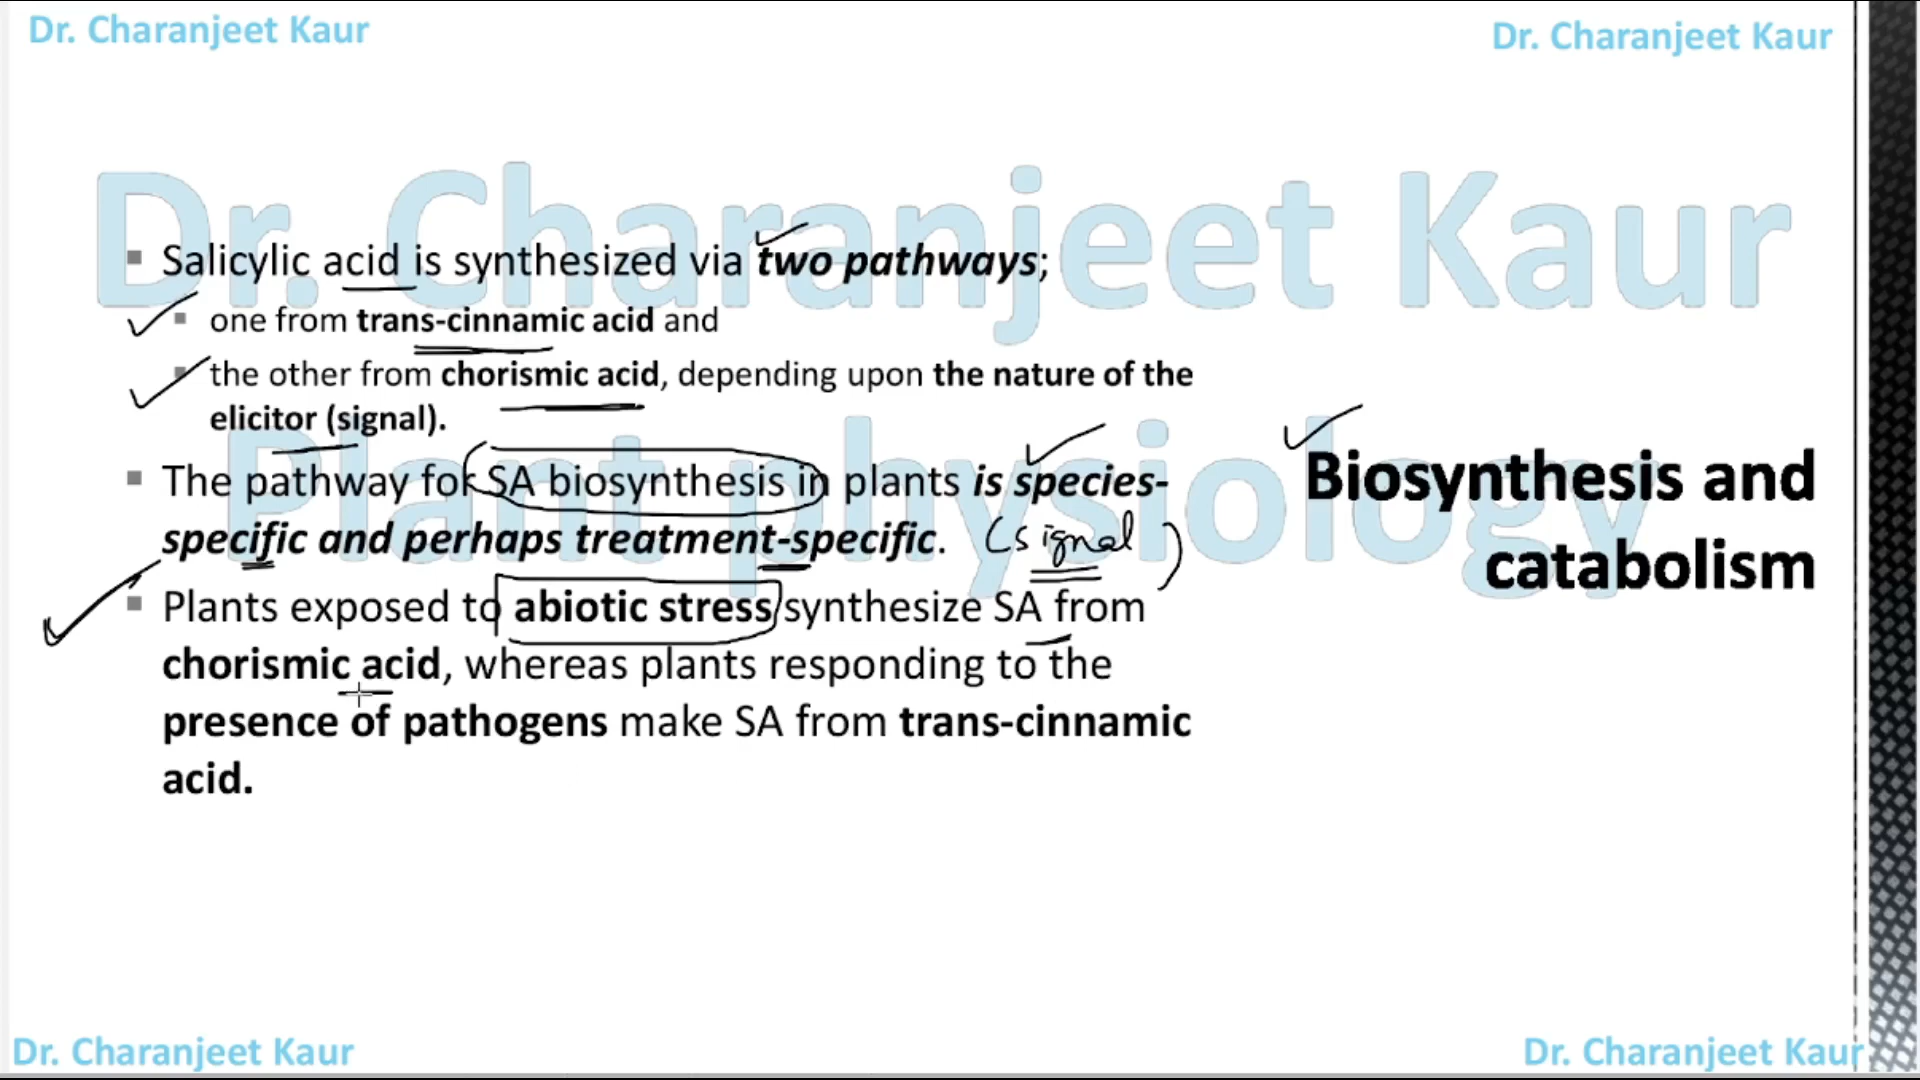 Dr. Charanjeet Kaur
Dr. Charanjeet Kaur
Dr. Charanjeet Kaur
Plant physiology
Salicylic acid is synthesized via two pathways;
one from trans-cinnamic acid and
the other from chorismic acid, depending upon the nature of the
elicitor (signal).
The pathway for SA biosynthesis in plants is species-
specific and perhaps treatment-specific. (signal)
Plants exposed to abiotic stress synthesize SA from
chorismic acid, whereas plants responding to the
presence of pathogens make SA from trans-cinnamic
acid.
Biosynthesis and
catabolism
Dr. Charanjeet Kaur
Dr. Charanjeet Kaur